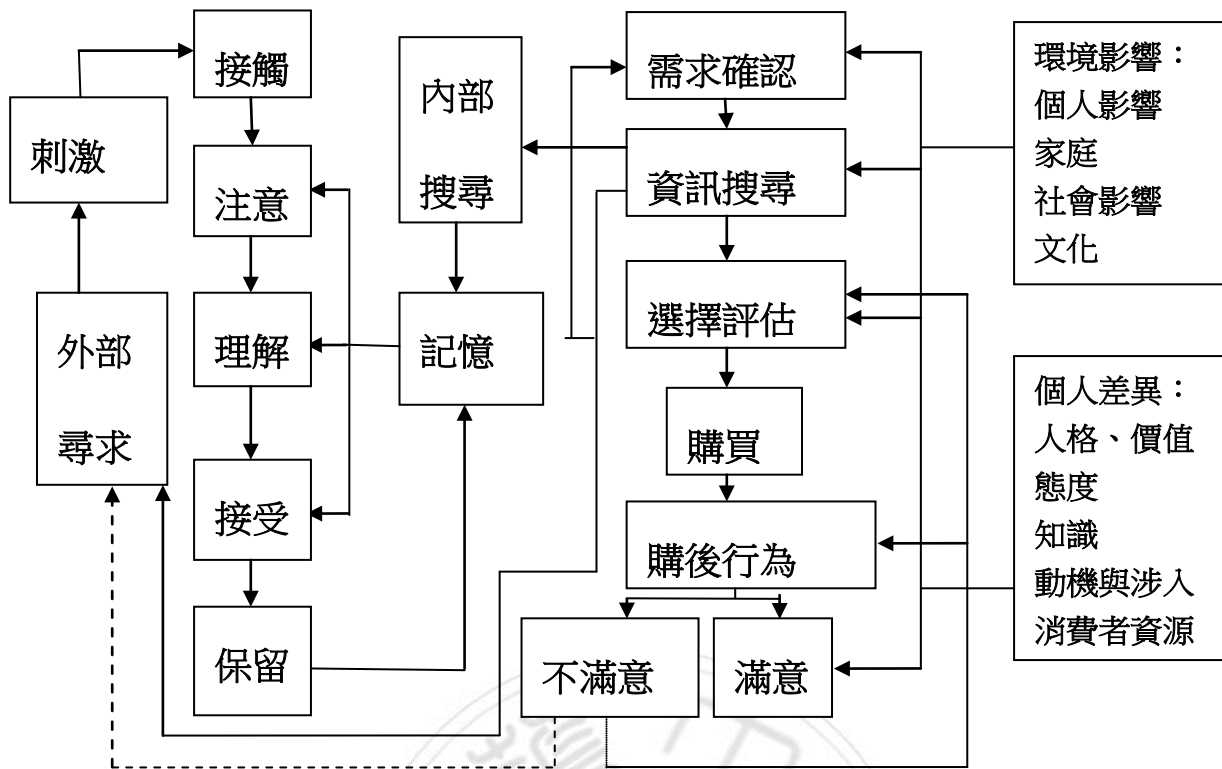 接觸
刺激
注意
外部
尋求
理解
接受
保留
內部
搜尋
記憶
需求確認
資訊搜尋
選擇評估
購買
購後行為
不滿意
滿意
環境影響：
個人影響
家庭
社會影響
文化
個人差異：
人格、價值
態度
知識
動機與涉入
消費者資源